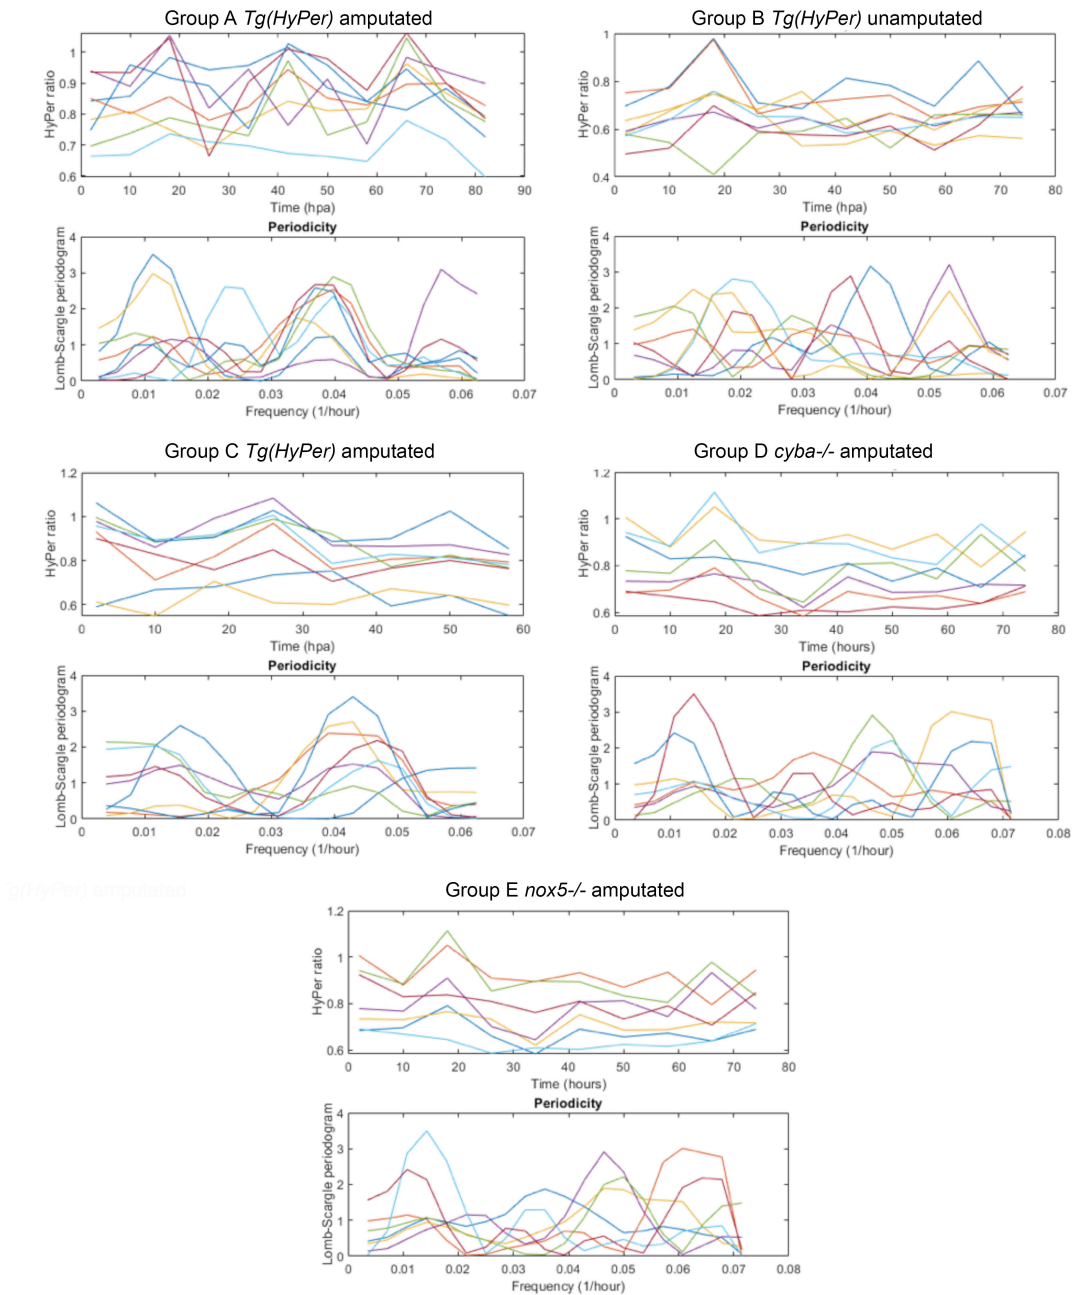 Group A Tg(HyPer) amputated
HyPer ratio
1
0.9
0.8
0.7
0.6
0 10 20 30 40 50 60 70 80 90
Time (hpa)
Periodicity
Lomb-Scargle periodogram
4
3
2
1
0
0 0.01 0.02 0.03 0.04 0.05 0.06 0.07
Frequency (1/hour)
Group B Tg(HyPer) unamputated
HyPer ratio
1
0.8
0.6
0.4
0 10 20 30 40 50 60 70 80
Time (hpa)
Periodicity
Lomb-Scargle periodogram
4
3
2
1
0
0 0.01 0.02 0.03 0.04 0.05 0.06 0.07
Frequency (1/hour)
Group C Tg(HyPer) amputated
HyPer ratio
1.2
1
0.8
0.6
0 10 20 30 40 50 60
Time (hpa)
Periodicity
Lomb-Scargle periodogram
4
3
2
1
0
0 0.01 0.02 0.03 0.04 0.05 0.06 0.07
Frequency (1/hour)
Group D cyba-/- amputated
HyPer ratio
1.2
1
0.8
0.6
0 10 20 30 40 50 60 70 80
Time (hours)
Periodicity
Lomb-Scargle periodogram
4
3
2
1
0
0 0.01 0.02 0.03 0.04 0.05 0.06 0.07 0.08
Frequency (1/hour)
g(HyPer) amputated
Group E nox5-/- amputated
HyPer ratio
1.2
1
0.8
0.6
0 10 20 30 40 50 60 70 80
Time (hours)
Periodicity
Lomb-Scargle periodogram
4
3
2
1
0
0 0.01 0.02 0.03 0.04 0.05 0.06 0.07 0.08
Frequency (1/hour)